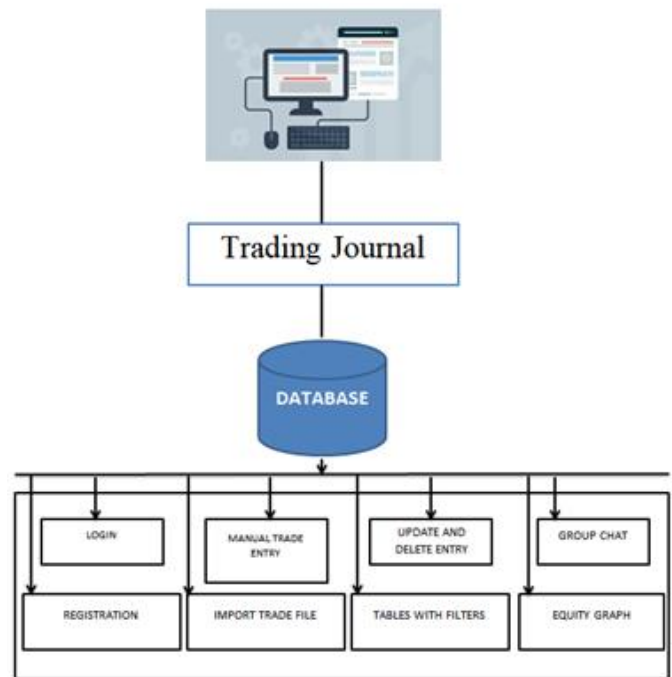 Trading Journal
DATABASE
LOGIN
MANUAL TRADE
ENTRY
UPDATE AND
DELETE ENTRY
GROUP CHAT
REGISTRATION
IMPORT TRADE FILE
TABLES WITH FILTERS
EQUITY GRAPH